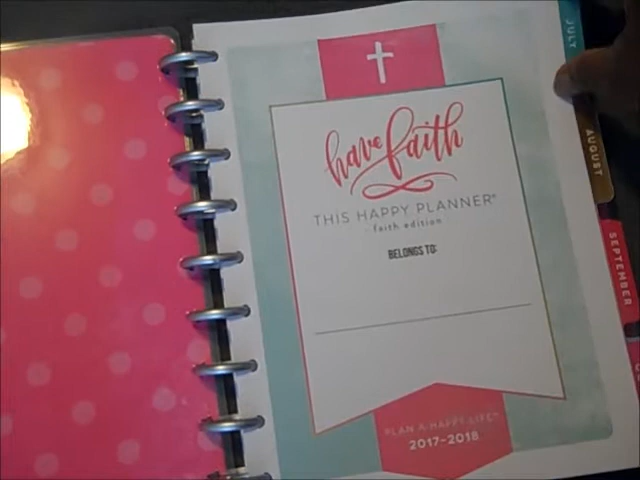 have faith
THIS HAPPY PLANNER®
faith edition
BELONGS TO:
PLAN A HAPPY LIFE™
2017-2018
JULY
AUGUST
SEPTEMBER